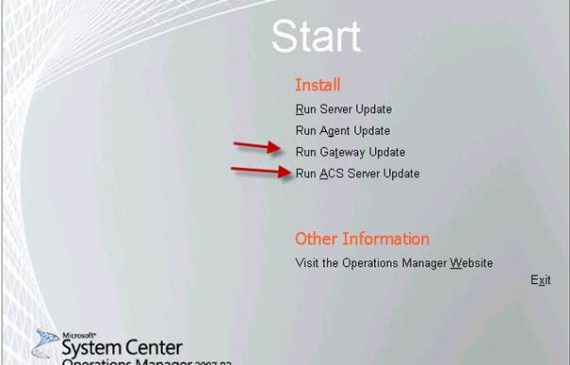 Start
Install
Run Server Update
Run Agent Update
Run Gateway Update
Run ACS Server Update
Other Information
Visit the Operations Manager Website
Exit
Microsoft®
System Center
Operations Manager 2007 R2